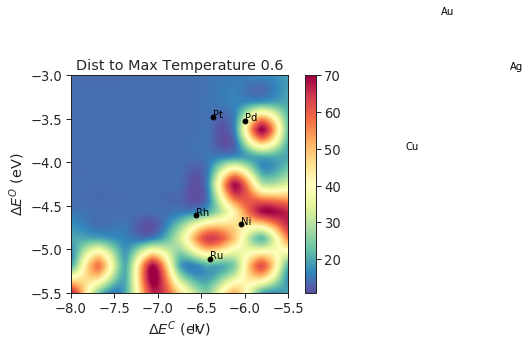 Au
Ag
Cu
Dist to Max Temperature 0.6
−3.0
−3.5
−4.0
−4.5
−5.0
−5.5
ΔE^O (eV)
Pt
Pd
Rh
Ni
Ru
−8.0 −7.5 −7.0 −6.5 −6.0 −5.5
ΔE^C (eV)
Ir
70
60
50
40
30
20